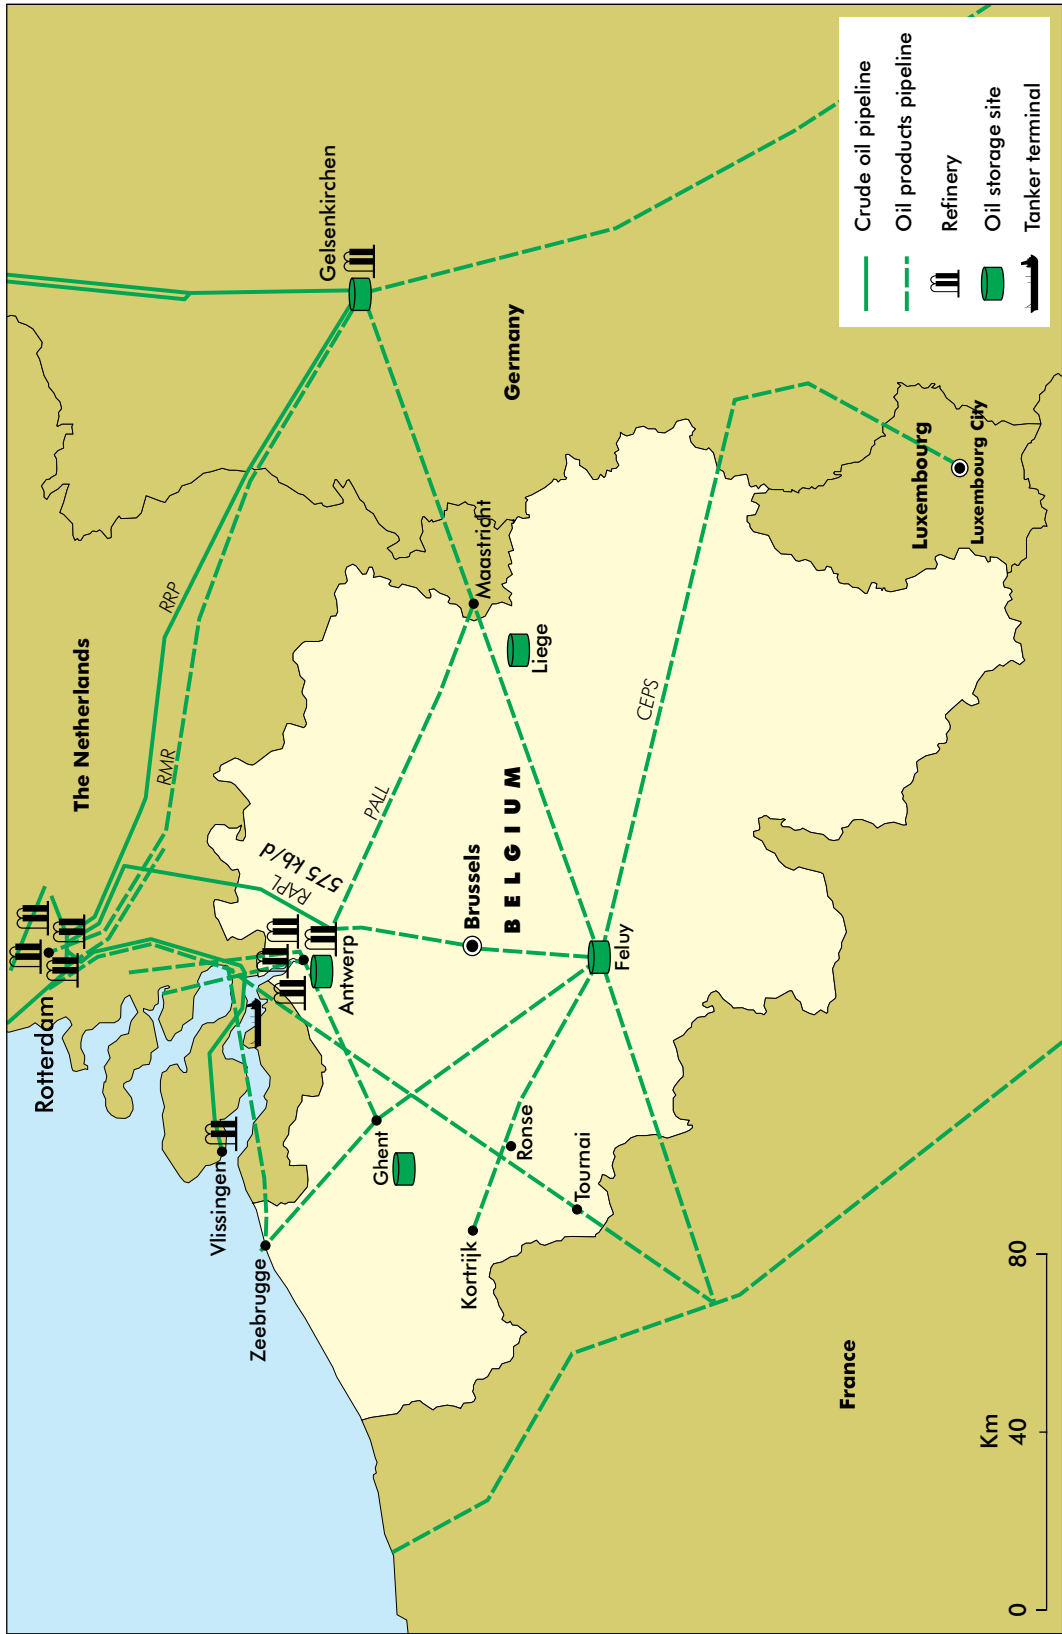 Rotterdam
The Netherlands
RRP
RMR
Vlissingen
Zeebrugge
RAPL
575 kb/d
Antwerp
PALL
Gelsenkirchen
Ghent
Maastricht
Kortrijk
Brussels
Ronse
BELGIUM
Liege
Germany
Tournai
Feluy
CEPS
France
Luxembourg
Luxembourg City
Crude oil pipeline
Oil products pipeline
Refinery
Oil storage site
Tanker terminal
Km
0 40 80